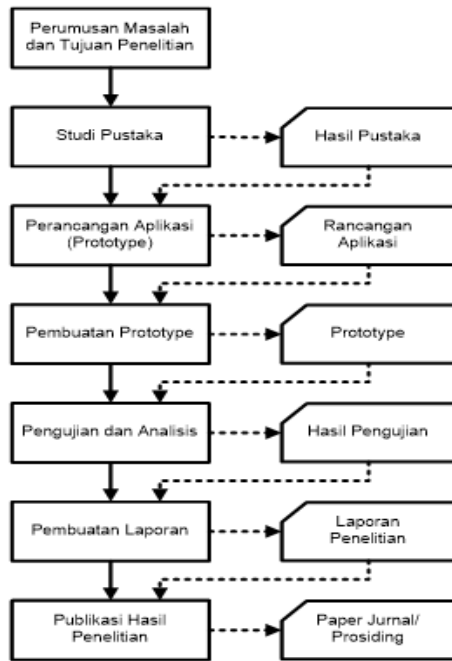 Perumusan Masalah
dan Tujuan Penelitian
Studi Pustaka
Hasil Pustaka
Perancangan Aplikasi
(Prototype)
Rancangan
Aplikasi
Pembuatan Prototype
Prototype
Pengujian dan Analisis
Hasil Pengujian
Pembuatan Laporan
Laporan
Penelitian
Publikasi Hasil
Penelitian
Paper Jurnal/
Prosiding